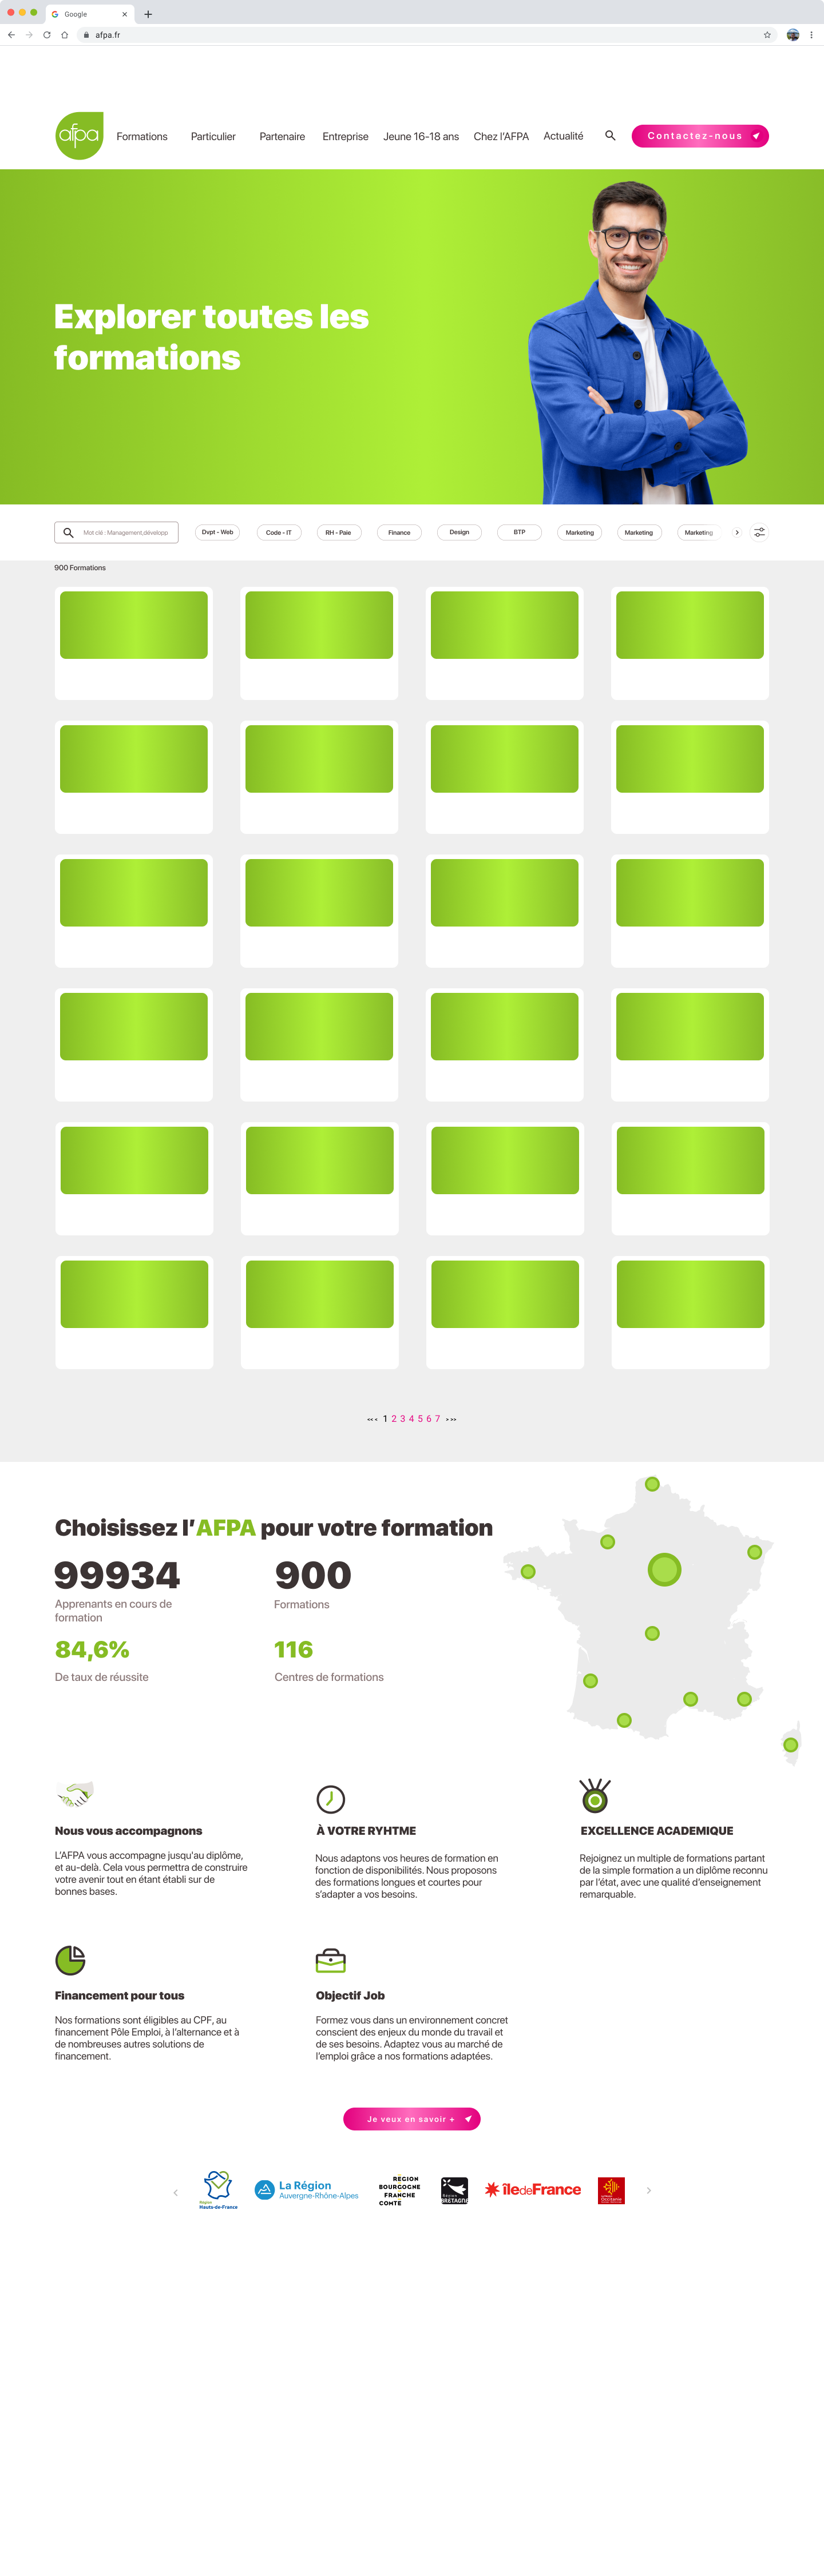 Google
afpa.fr
afpa
Formations
Particulier
Partenaire
Entreprise
Jeune 16-18 ans
Chez l'AFPA
Actualité
Contactez-nous
Explorer toutes les
formations
Mot clé : Management,développ
Dvpt - Web
Code - IT
RH - Paie
Finance
Design
BTP
Marketing
Marketing
Marketing
900 Formations
<< < 1 2 3 4 5 6 7 > >>
Choisissez l'AFPA pour votre formation
99934
Apprenants en cours de
formation
900
Formations
84,6%
De taux de réussite
116
Centres de formations
Nous vous accompagnons
L'AFPA vous accompagne jusqu'au diplôme,
et au-delà. Cela vous permettra de construire
votre avenir tout en étant établi sur de
bonnes bases.
À VOTRE RYHTME
Nous adaptons vos heures de formation en
fonction de disponibilités. Nous proposons
des formations longues et courtes pour
s'adapter a vos besoins.
EXCELLENCE ACADEMIQUE
Rejoignez un multiple de formations partant
de la simple formation a un diplôme reconnu
par l'état, avec une qualité d'enseignement
remarquable.
Financement pour tous
Nos formations sont éligibles au CPF, au
financement Pôle Emploi, à l'alternance et à
de nombreuses autres solutions de
financement.
Objectif Job
Formez vous dans un environnement concret
conscient des enjeux du monde du travail et
de ses besoins. Adaptez vous au marché de
l'emploi grâce a nos formations adaptées.
Je veux en savoir +
Région
Hauts-de-France
La Région
Auvergne-Rhône-Alpes
REGION
BOURGOGNE
FRANCHE
COMTE
Région
BRETAGNE
îledeFrance
Occitanie